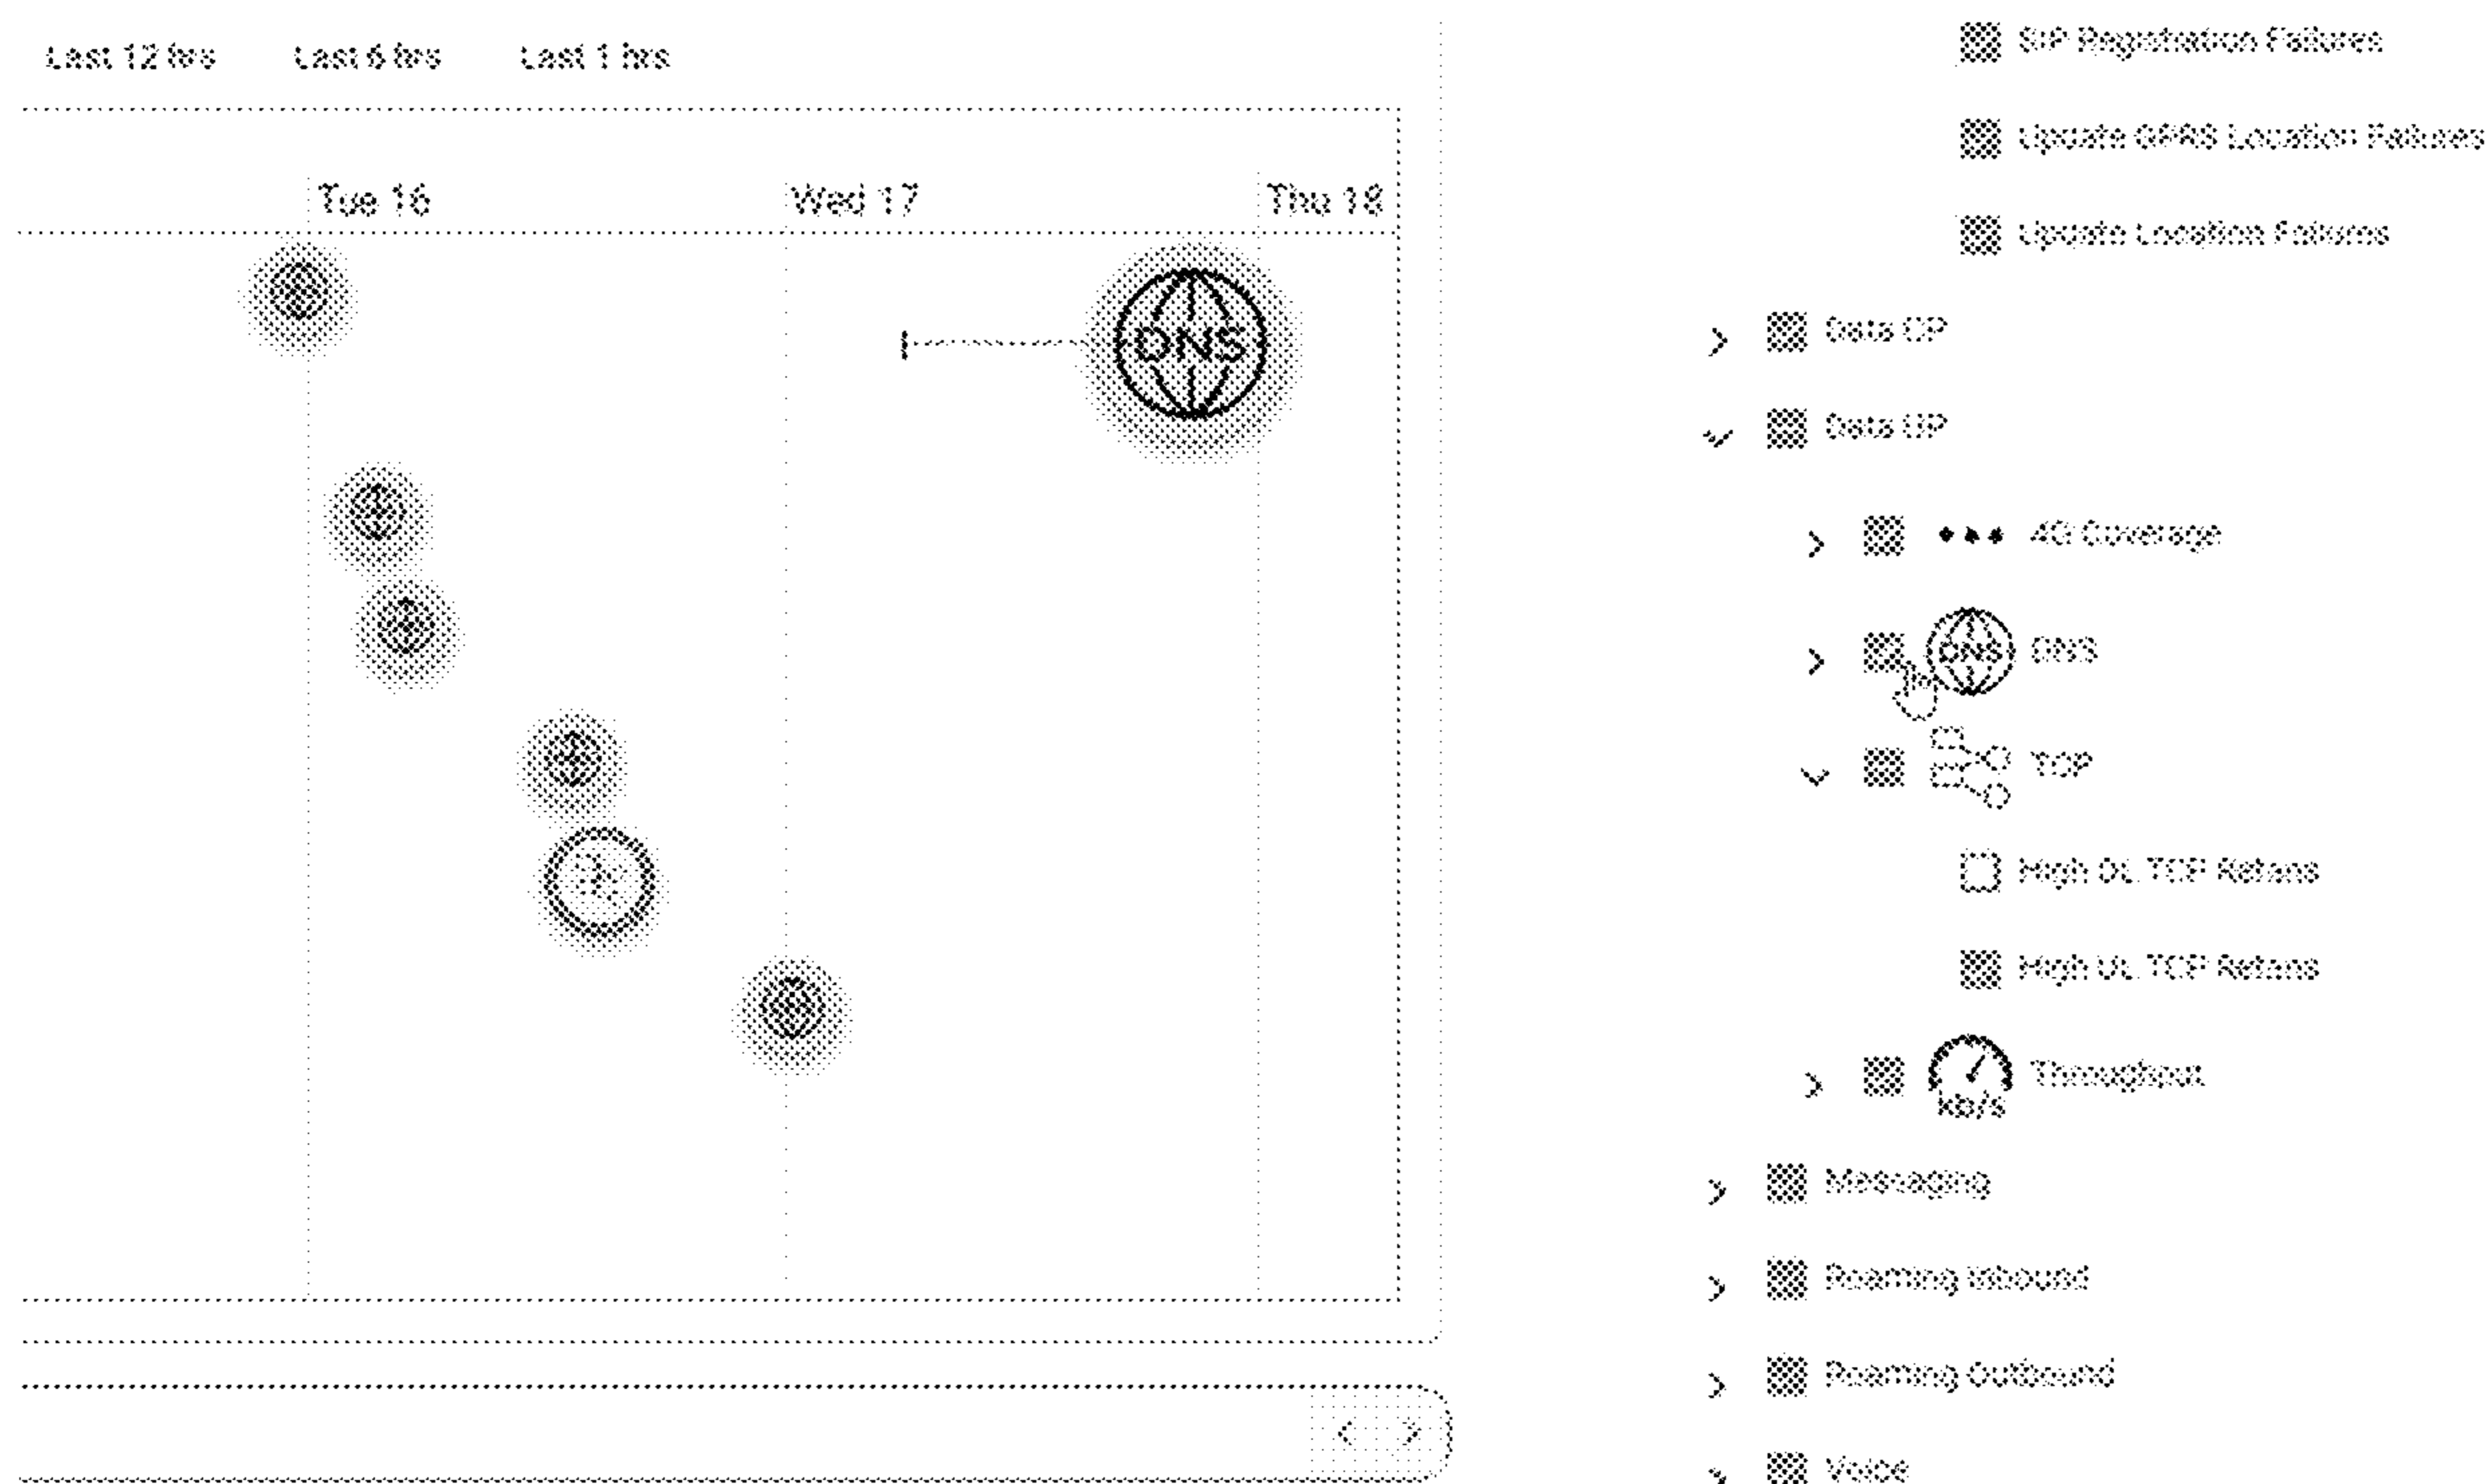 Last 12 hrs Last 6 hrs Last 1 hrs
Tue 16 Wed 17 Thu 18
DNS
SIP Registration Failures
Update GPRS Location Failures
Update Location Failures
Data CP
Data UP
4G Coverage
DNS DNS
TCP
High DL TCP Retrans
High UL TCP Retrans
Throughput
KB/s
Messaging
Roaming Inbound
Roaming Outbound
Voice